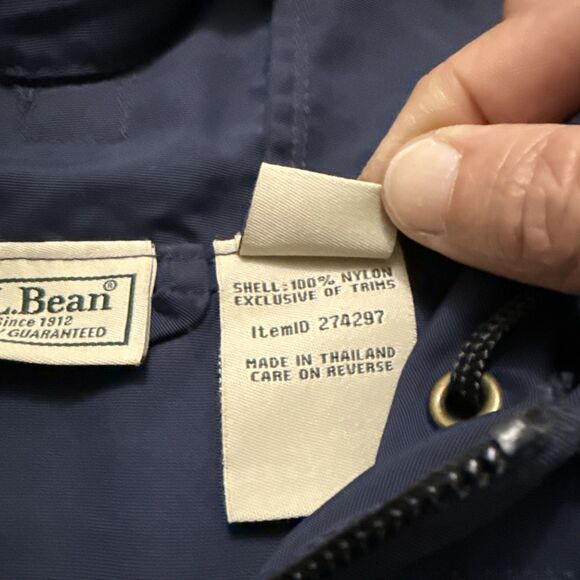 L.Bean®
Since 1912
GUARANTEED
SHELL:100% NYLON
EXCLUSIVE OF TRIMS
ItemID 274297
MADE IN THAILAND
CARE ON REVERSE